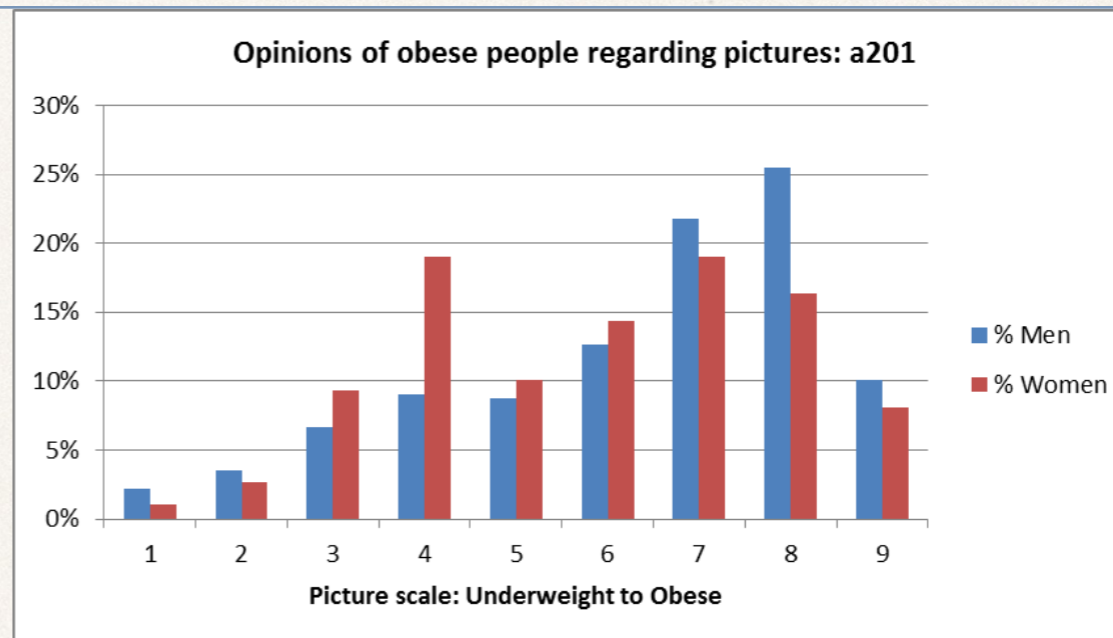 Opinions of obese people regarding pictures: a201
30%
25%
20%
15%
10%
5%
0%
1 2 3 4 5 6 7 8 9
Picture scale: Underweight to Obese
% Men
% Women